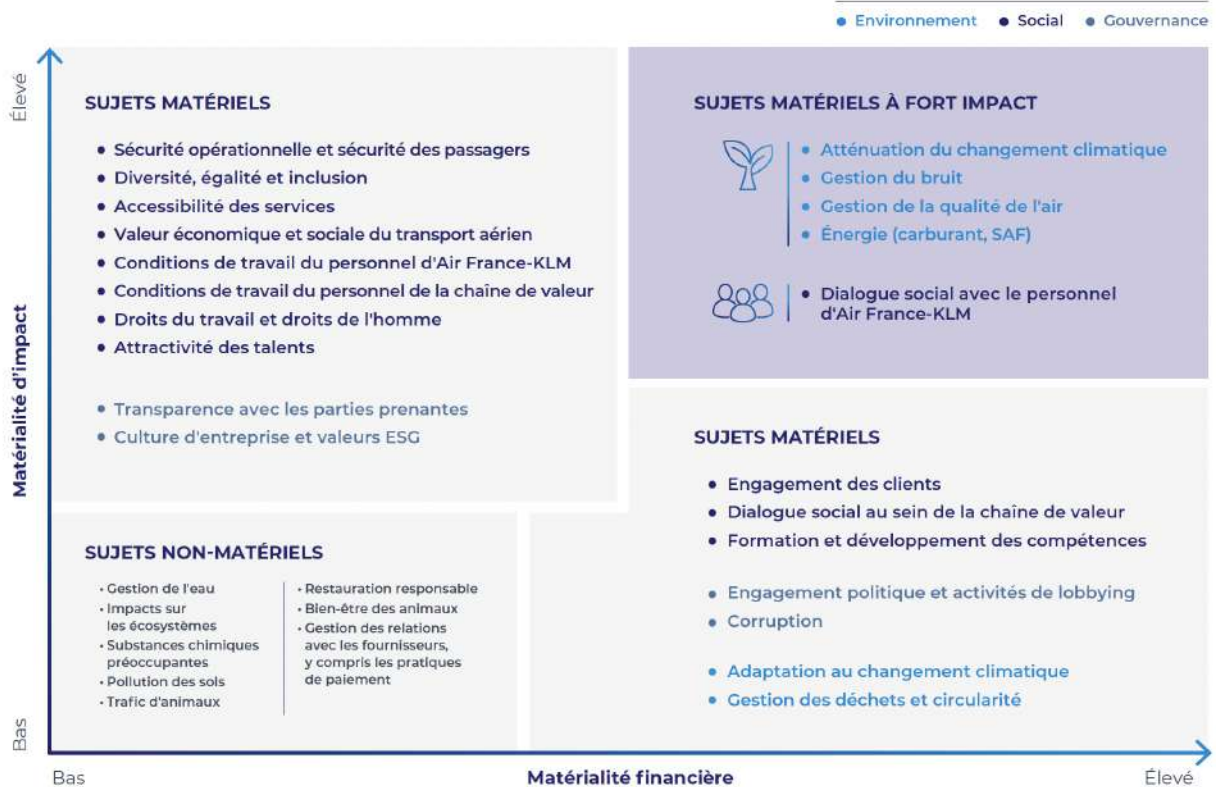 • Environnement • Social • Gouvernance
Élevé
SUJETS MATÉRIELS
• Sécurité opérationnelle et sécurité des passagers
• Diversité, égalité et inclusion
• Accessibilité des services
• Valeur économique et sociale du transport aérien
• Conditions de travail du personnel d'Air France-KLM
• Conditions de travail du personnel de la chaîne de valeur
• Droits du travail et droits de l'homme
• Attractivité des talents
• Transparence avec les parties prenantes
• Culture d'entreprise et valeurs ESG
SUJETS MATÉRIELS À FORT IMPACT
• Atténuation du changement climatique
• Gestion du bruit
• Gestion de la qualité de l'air
• Énergie (carburant, SAF)
• Dialogue social avec le personnel
d'Air France-KLM
Matérialité d'impact
SUJETS NON-MATÉRIELS
• Gestion de l'eau
• Impacts sur
les écosystèmes
• Substances chimiques
préoccupantes
• Pollution des sols
• Trafic d'animaux
• Restauration responsable
• Bien-être des animaux
• Gestion des relations
avec les fournisseurs,
y compris les pratiques
de paiement
SUJETS MATÉRIELS
• Engagement des clients
• Dialogue social au sein de la chaîne de valeur
• Formation et développement des compétences
• Engagement politique et activités de lobbying
• Corruption
• Adaptation au changement climatique
• Gestion des déchets et circularité
Bas
Bas
Matérialité financière
Élevé